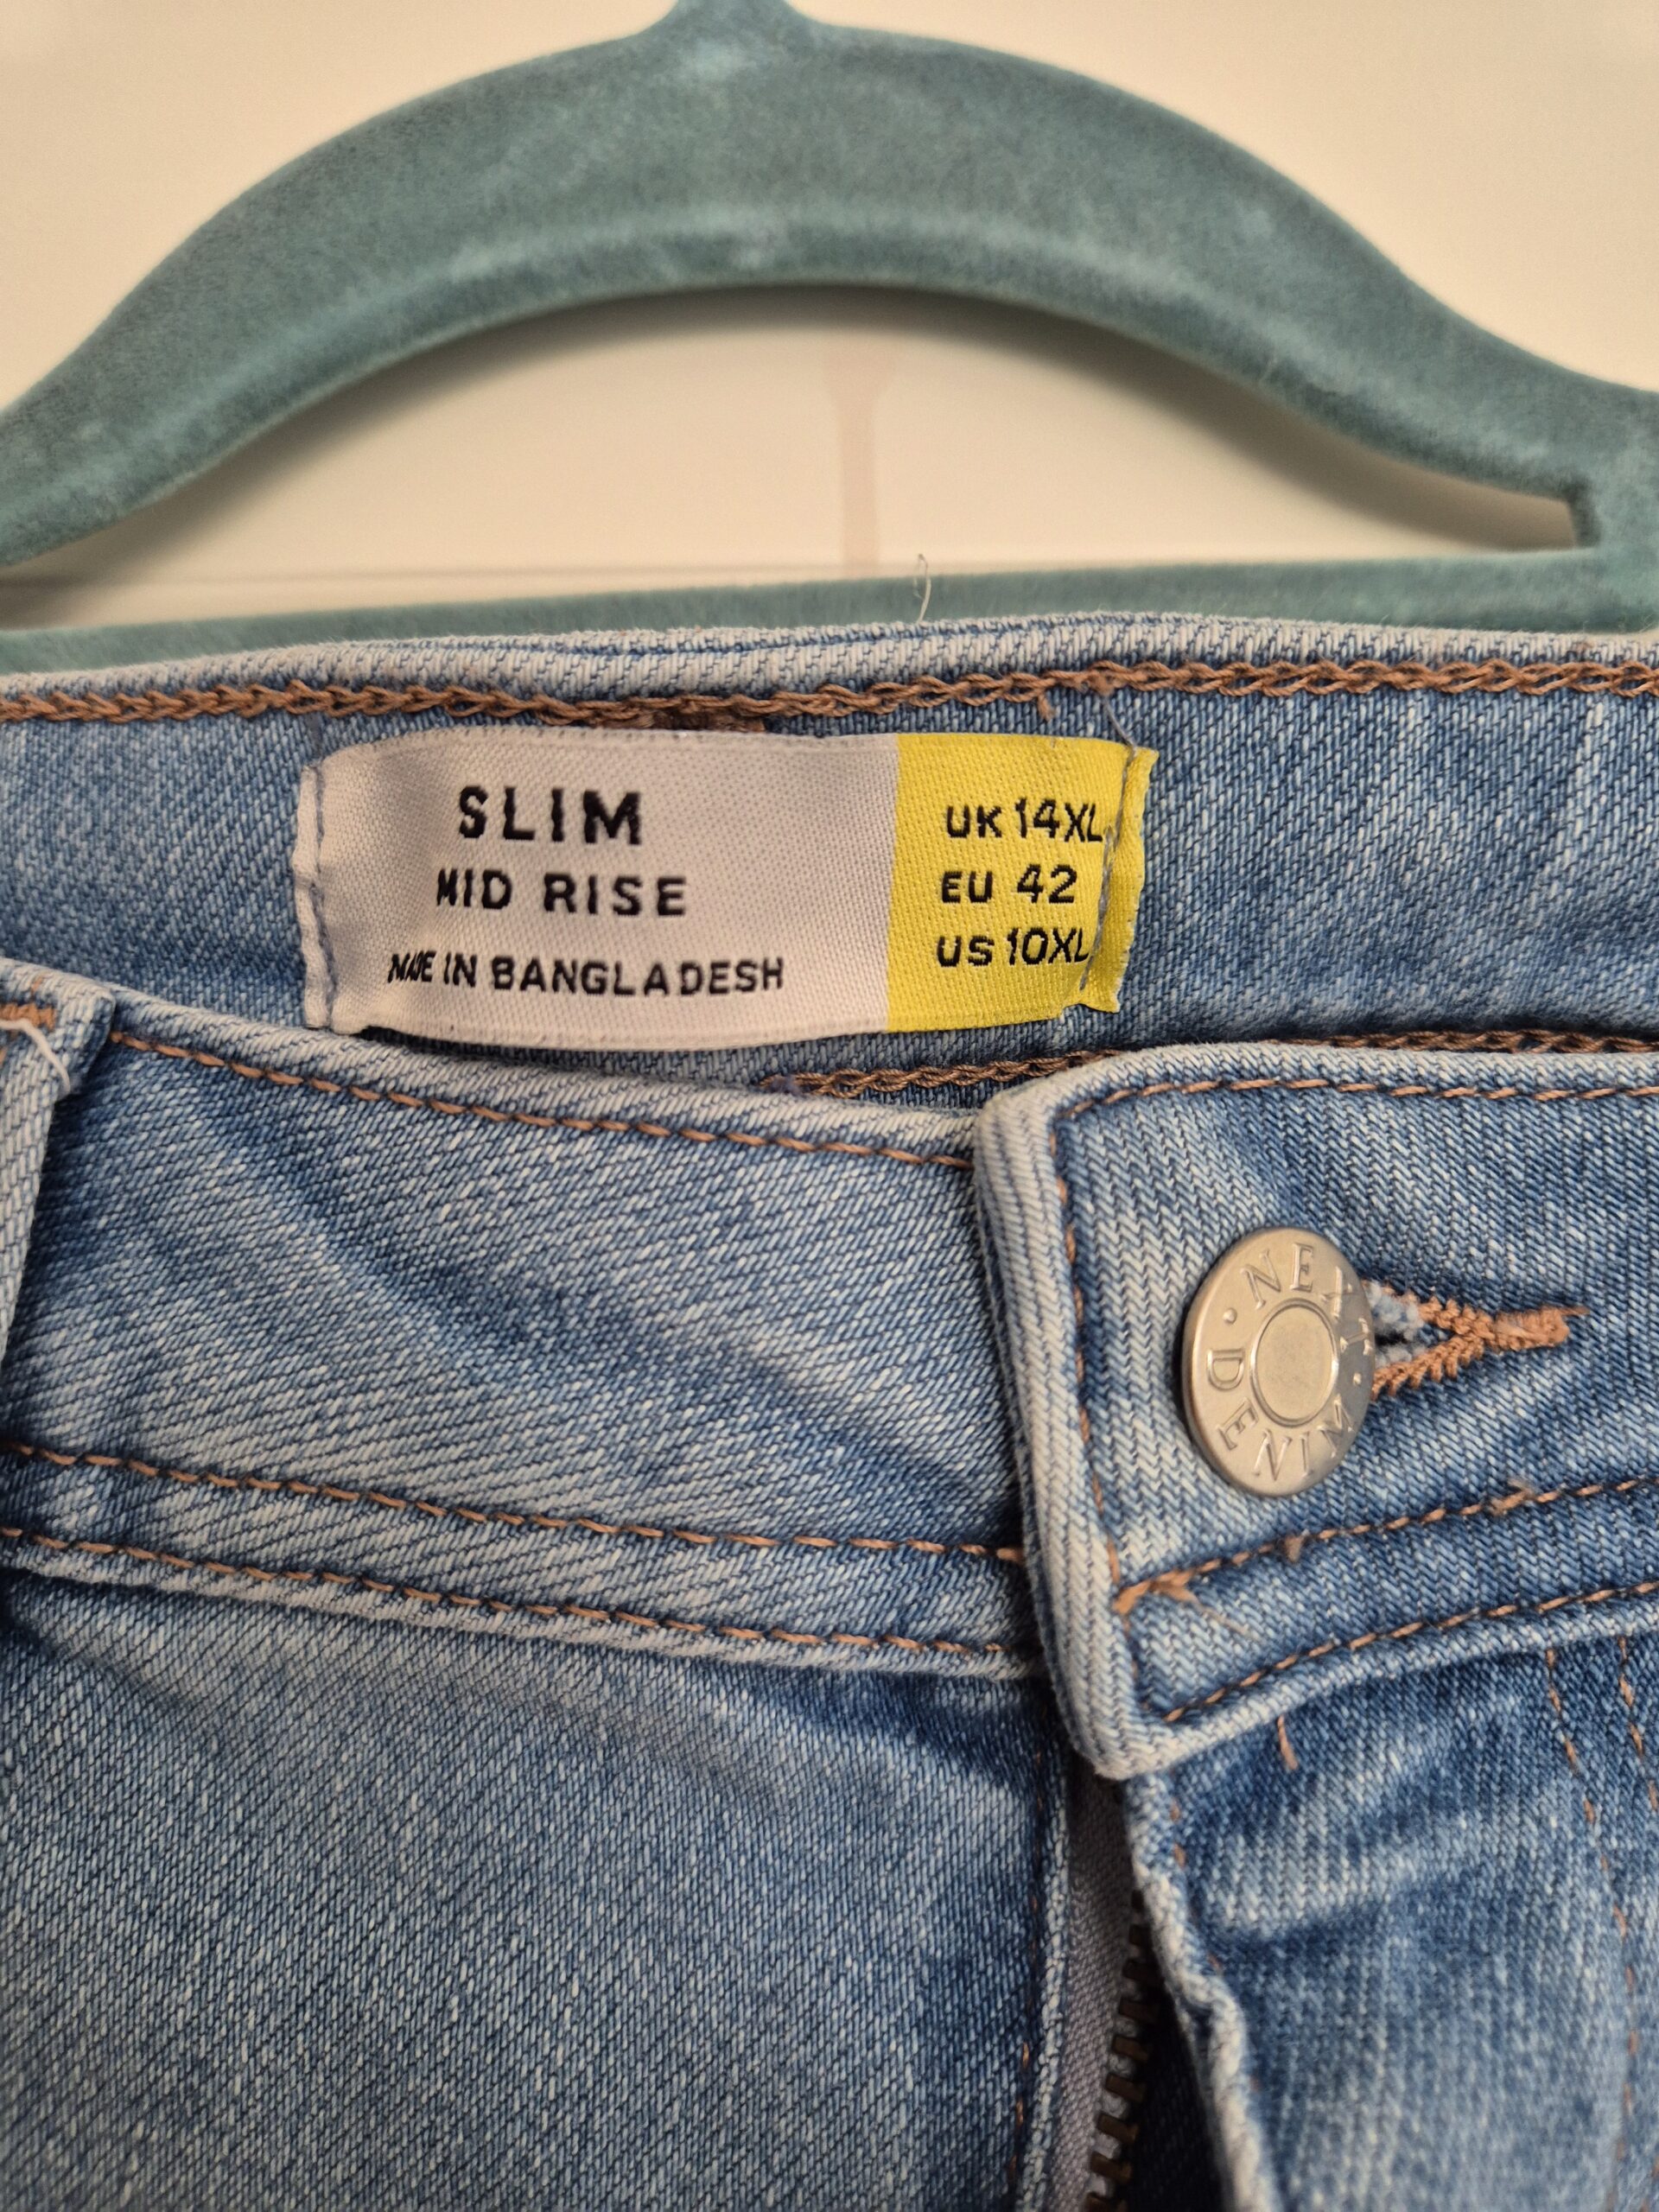 SLIM
MID RISE
MADE IN BANGLADESH
UK 14XL
EU 42
US 10XL
NEXT
DENIM